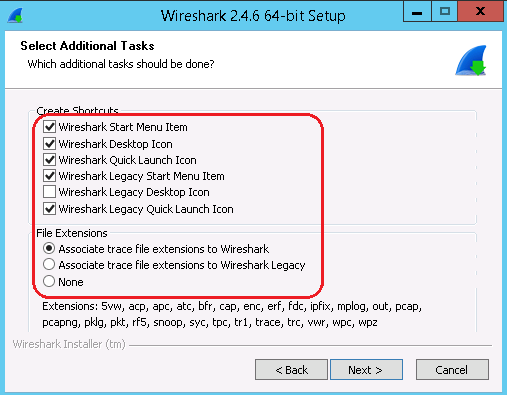 Wireshark 2.4.6 64-bit Setup
Select Additional Tasks
Which additional tasks should be done?
Create Shortcuts
Wireshark Start Menu Item
Wireshark Desktop Icon
Wireshark Quick Launch Icon
Wireshark Legacy Start Menu Item
Wireshark Legacy Desktop Icon
Wireshark Legacy Quick Launch Icon
File Extensions
Associate trace file extensions to Wireshark
Associate trace file extensions to Wireshark Legacy
None
Extensions: 5vw, acp, apc, atc, bfr, cap, enc, erf, fdc, ipfix, mplog, out, pcap,
pcapng, pklg, pkt, rf5, snoop, syc, tpc, tr1, trace, trc, vwr, wpc, wpz
Wireshark Installer (tm)
< Back
Next >
Cancel